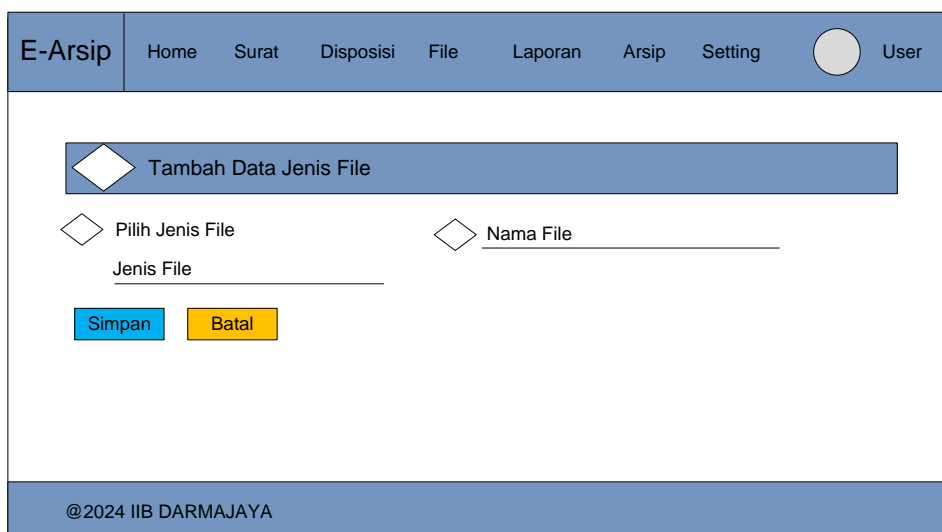 E-Arsip Home Surat Disposisi File Laporan Arsip Setting User
Tambah Data Jenis File
Pilih Jenis File
Nama File
Jenis File
Simpan Batal
@2024 IIB DARMAJAYA